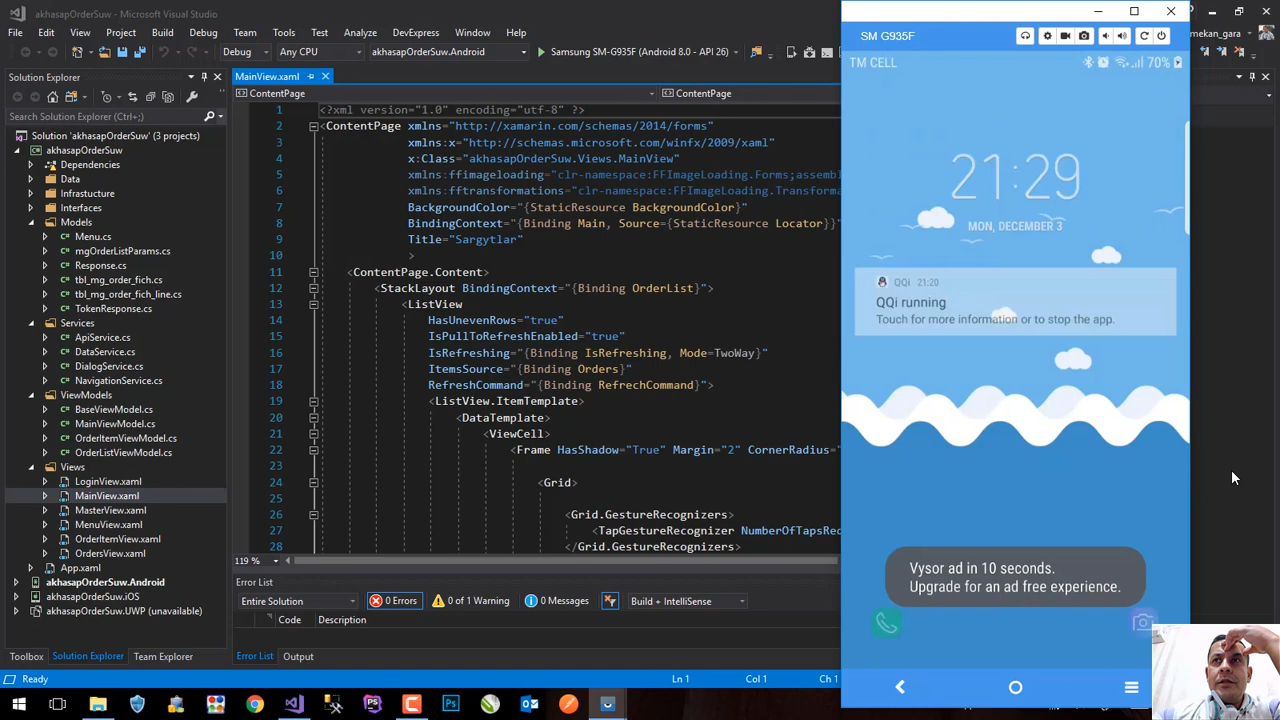 akhasapOrderSuw - Microsoft Visual Studio
File Edit View Project Build Debug Team Tools Test Analyze DevExpress Window Help
mekan_gara
Debug Any CPU akhasapOrderSuw.Android Samsung SM-G935F (Android 8.0 - API 26)
Solution Explorer
Search Solution Explorer (Ctrl+;)
Solution 'akhasapOrderSuw' (3 projects)
akhasapOrderSuw
Dependencies
Data
Infrastucture
Interfaces
Models
Menu.cs
mgOrderListParams.cs
Response.cs
tbl_mg_order_fich.cs
tbl_mg_order_fich_line.cs
TokenResponse.cs
Services
ApiService.cs
DataService.cs
DialogService.cs
NavigationService.cs
ViewModels
BaseViewModel.cs
MainViewModel.cs
OrderItemViewModel.cs
OrderListViewModel.cs
Views
LoginView.xaml
MainView.xaml
MasterView.xaml
MenuView.xaml
OrderItemView.xaml
OrdersView.xaml
App.xaml
akhasapOrderSuw.Android
akhasapOrderSuw.iOS
akhasapOrderSuw.UWP (unavailable)
Toolbox Solution Explorer Team Explorer
MainView.xaml
ContentPage ContentPage
1 <?xml version="1.0" encoding="utf-8" ?>
2 <ContentPage xmlns="http://xamarin.com/schemas/2014/forms"
3 xmlns:x="http://schemas.microsoft.com/winfx/2009/xaml"
4 x:Class="akhasapOrderSuw.Views.MainView"
5 xmlns:ffimageloading="clr-namespace:FFImageLoading.Forms;assemb
6 xmlns:fftransformations="clr-namespace:FFImageLoading.Transform
7 BackgroundColor="{StaticResource BackgroundColor}"
8 BindingContext="{Binding Main, Source={StaticResource Locator}}"
9 Title="Sargytlar"
10 >
11 <ContentPage.Content>
12 <StackLayout BindingContext="{Binding OrderList}">
13 <ListView
14 HasUnevenRows="true"
15 IsPullToRefreshEnabled="true"
16 IsRefreshing="{Binding IsRefreshing, Mode=TwoWay}"
17 ItemsSource="{Binding Orders}"
18 RefreshCommand="{Binding RefrechCommand}">
19 <ListView.ItemTemplate>
20 <DataTemplate>
21 <ViewCell>
22 <Frame HasShadow="True" Margin="2" CornerRadius="
23
24 <Grid>
25
26 <Grid.GestureRecognizers>
27 <TapGestureRecognizer NumberOfTapsRec
28 </Grid.GestureRecognizers>
119 %
Error List
Entire Solution 0 Errors 0 of 1 Warning 0 Messages Build + IntelliSense
Code Description
Error List Output
Ready Ln 1 Col 1 Ch 1
SM G935F
TM CELL 70%
21:29
MON, DECEMBER 3
QQi 21:20
QQi running
Touch for more information or to stop the app.
Vysor ad in 10 seconds.
Upgrade for an ad free experience.